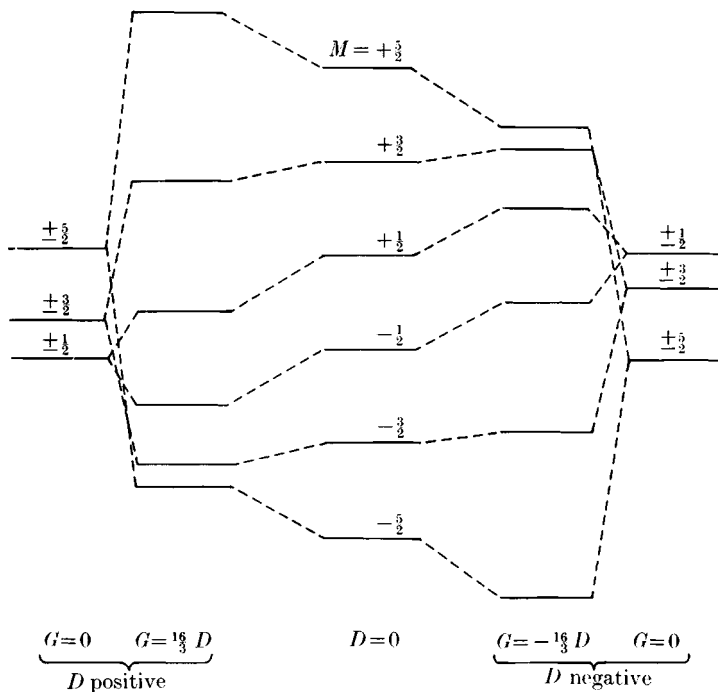 M = +5/2
+3/2
±5/2 +1/2 ±1/2
±3/2 ±3/2
±1/2 −1/2 ±5/2
−3/2
−5/2
G=0 G=16/3 D D=0 G=−16/3 D G=0
D positive D negative